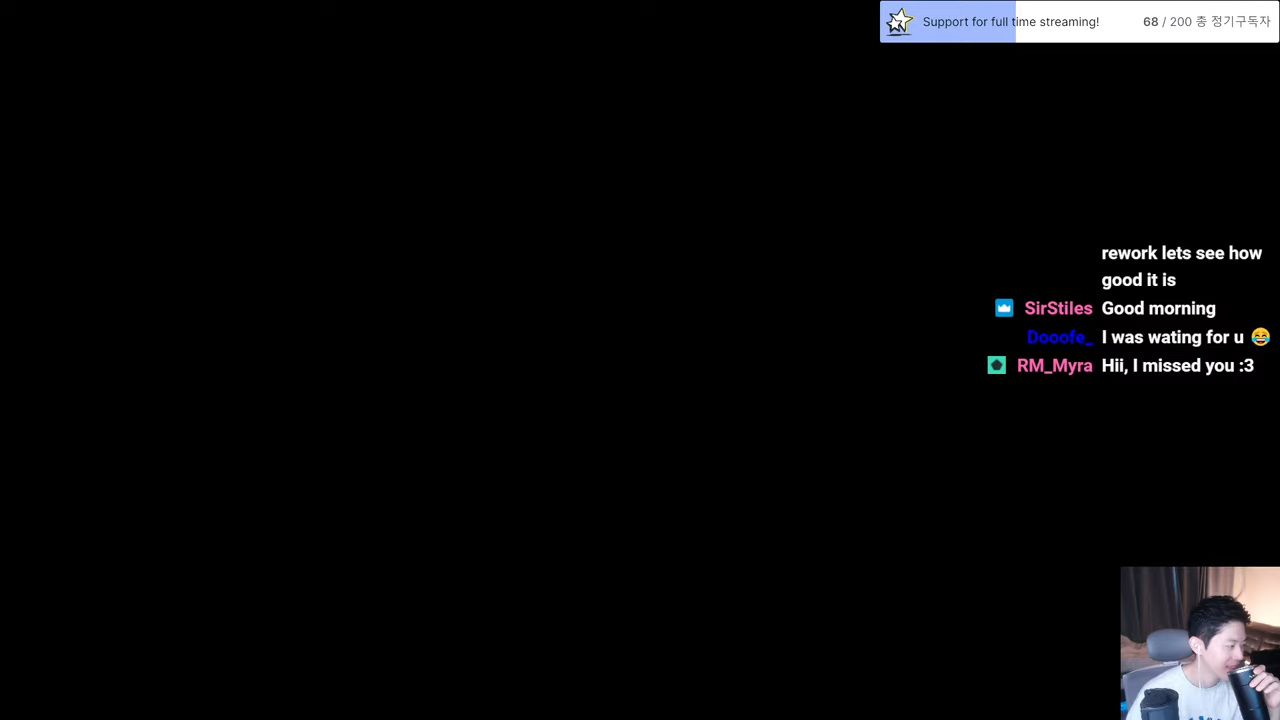 Support for full time streaming! 68 / 200 총 정기구독자
rework lets see how
good it is
SirStiles Good morning
Dooofe_ I was wating for u 😂
RM_Myra Hii, I missed you :3